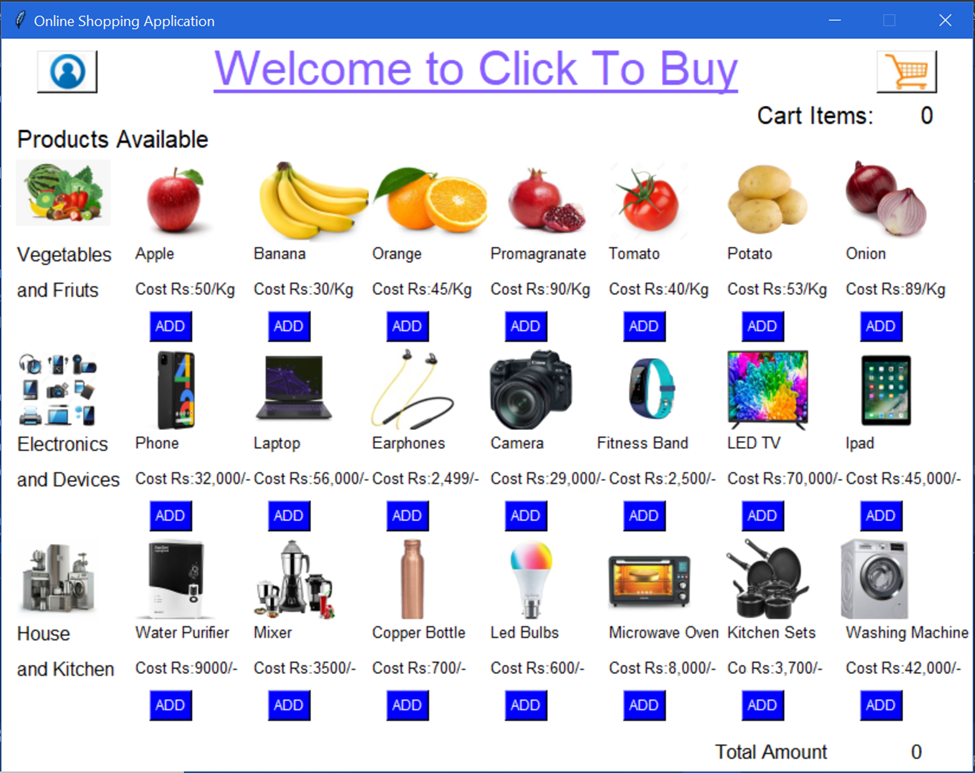 Online Shopping Application
Welcome to Click To Buy
Cart Items: 0
Products Available
Vegetables Apple Banana Orange Promagranate Tomato Potato Onion
and Friuts Cost Rs:50/Kg Cost Rs:30/Kg Cost Rs:45/Kg Cost Rs:90/Kg Cost Rs:40/Kg Cost Rs:53/Kg Cost Rs:89/Kg
ADD ADD ADD ADD ADD ADD ADD
Electronics Phone Laptop Earphones Camera Fitness Band LED TV Ipad
and Devices Cost Rs:32,000/- Cost Rs:56,000/- Cost Rs:2,499/- Cost Rs:29,000/- Cost Rs:2,500/- Cost Rs:70,000/- Cost Rs:45,000/-
ADD ADD ADD ADD ADD ADD ADD
House Water Purifier Mixer Copper Bottle Led Bulbs Microwave Oven Kitchen Sets Washing Machine
and Kitchen Cost Rs:9000/- Cost Rs:3500/- Cost Rs:700/- Cost Rs:600/- Cost Rs:8,000/- Co Rs:3,700/- Cost Rs:42,000/-
ADD ADD ADD ADD ADD ADD ADD
Total Amount 0